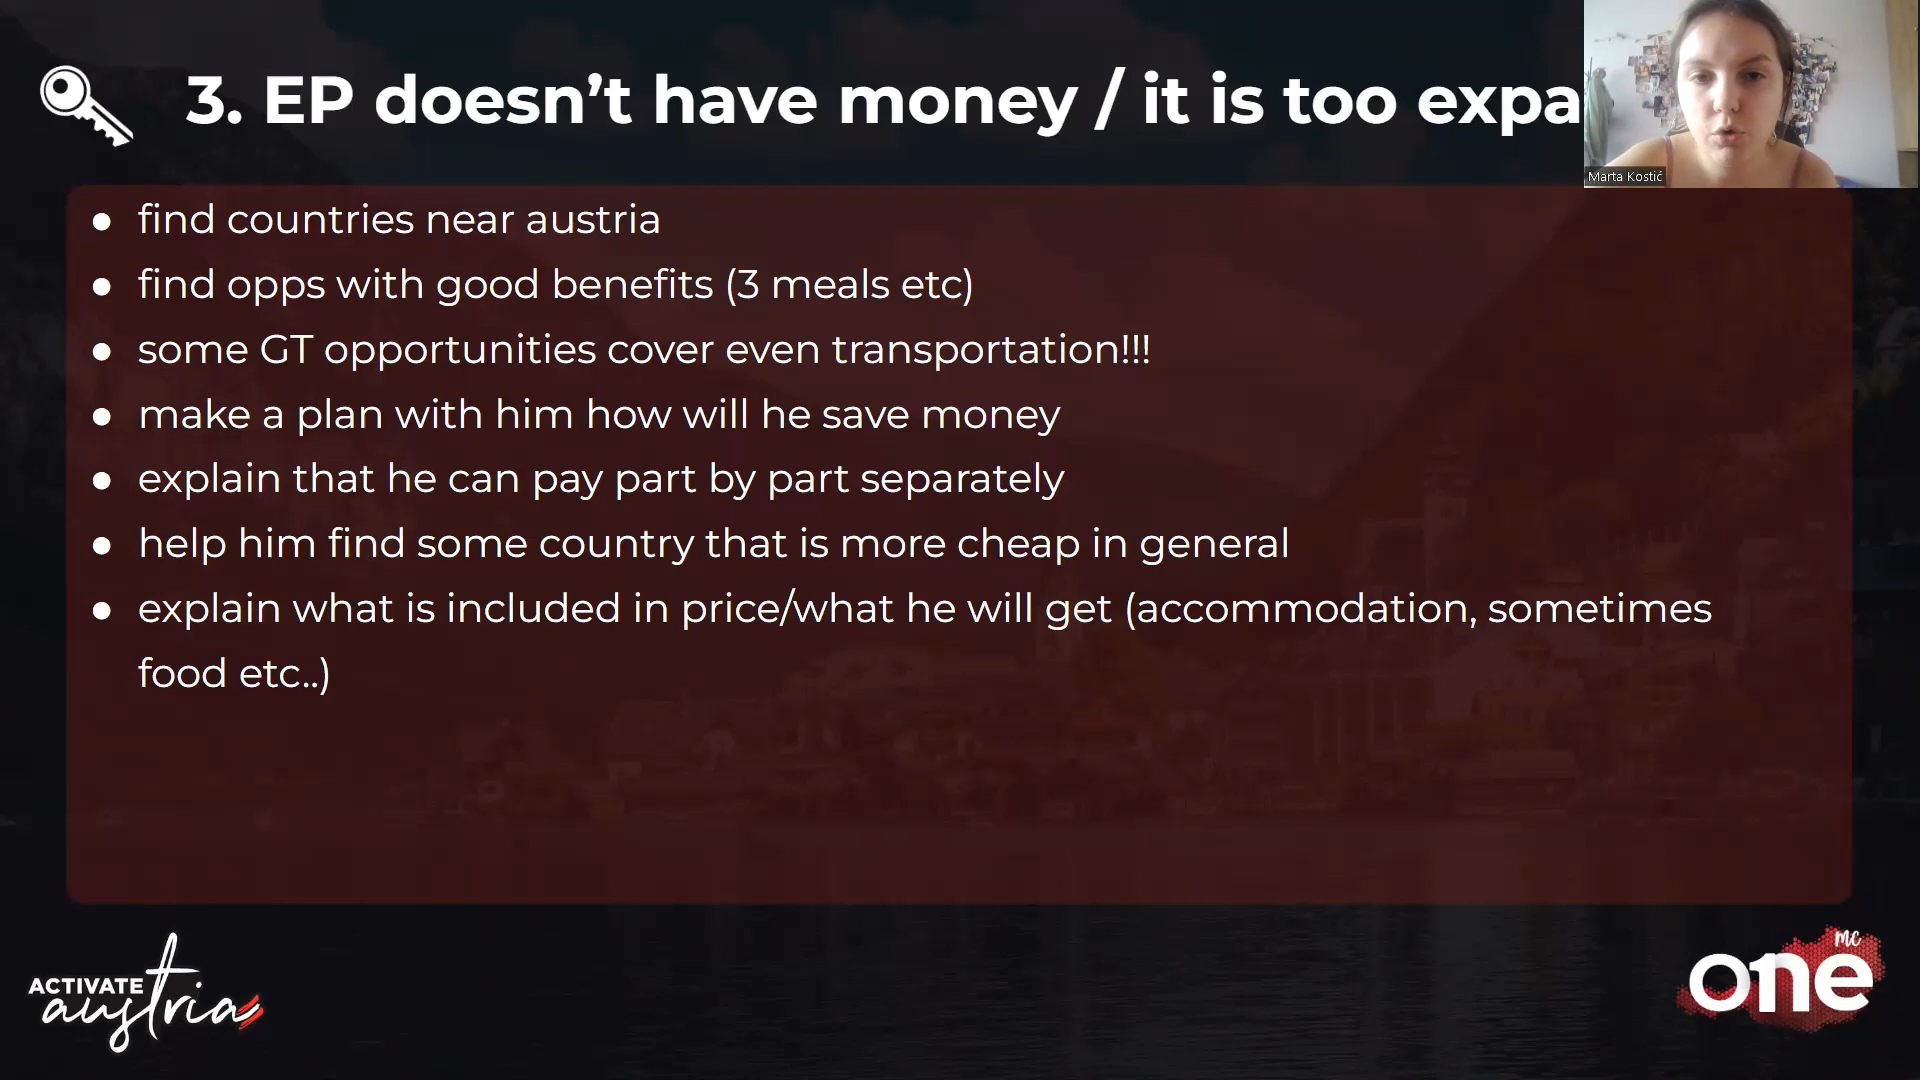 3. EP doesn't have money / it is too expa
Marta Kostić
● find countries near austria
● find opps with good benefits (3 meals etc)
● some GT opportunities cover even transportation!!!
● make a plan with him how will he save money
● explain that he can pay part by part separately
● help him find some country that is more cheap in general
● explain what is included in price/what he will get (accommodation, sometimes
food etc..)
ACTIVATE
austria
mc
one